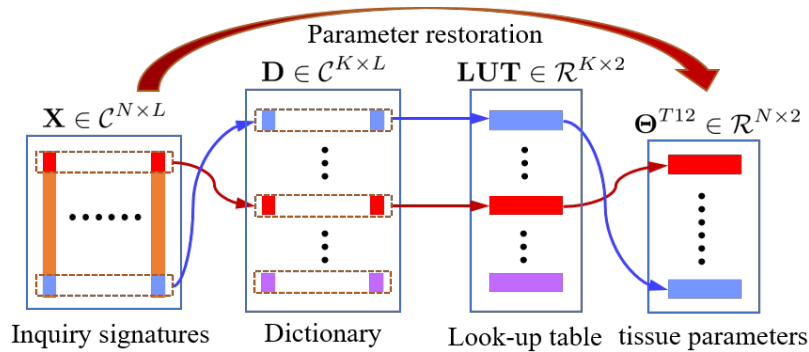 Parameter restoration
𝐗 ∈ 𝒞^{N×L}
𝐃 ∈ 𝒞^{K×L}
𝐋𝐔𝐓 ∈ ℛ^{K×2}
𝚯^{T12} ∈ ℛ^{N×2}
Inquiry signatures
Dictionary
Look-up table
tissue parameters